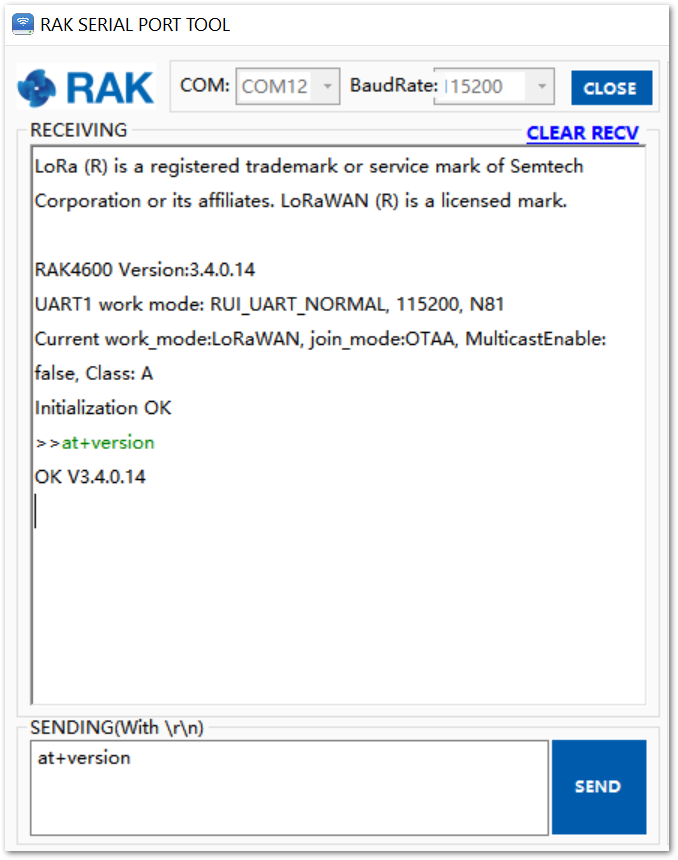 RAK SERIAL PORT TOOL
RAK COM: COM12 BaudRate: 115200 CLOSE
RECEIVING CLEAR RECV
LoRa (R) is a registered trademark or service mark of Semtech
Corporation or its affiliates. LoRaWAN (R) is a licensed mark.
RAK4600 Version:3.4.0.14
UART1 work mode: RUI_UART_NORMAL, 115200, N81
Current work_mode:LoRaWAN, join_mode:OTAA, MulticastEnable:
false, Class: A
Initialization OK
>>at+version
OK V3.4.0.14
SENDING(With \r\n)
at+version
SEND